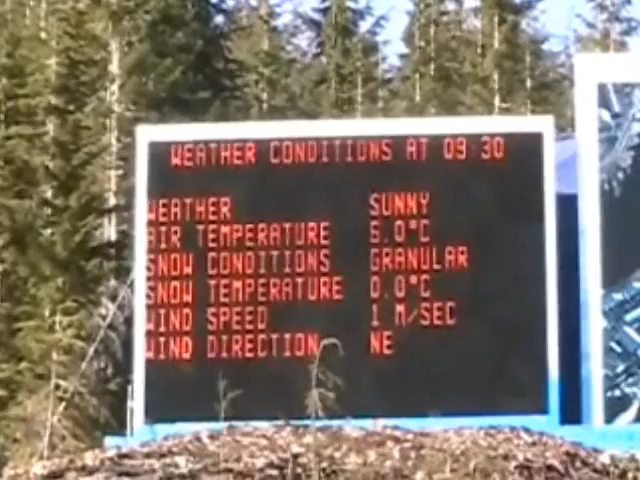 WEATHER CONDITIONS AT 09 30
WEATHER SUNNY
AIR TEMPERATURE 6.0°C
SNOW CONDITIONS GRANULAR
SNOW TEMPERATURE 0.0°C
WIND SPEED 1 M/SEC
WIND DIRECTION NE